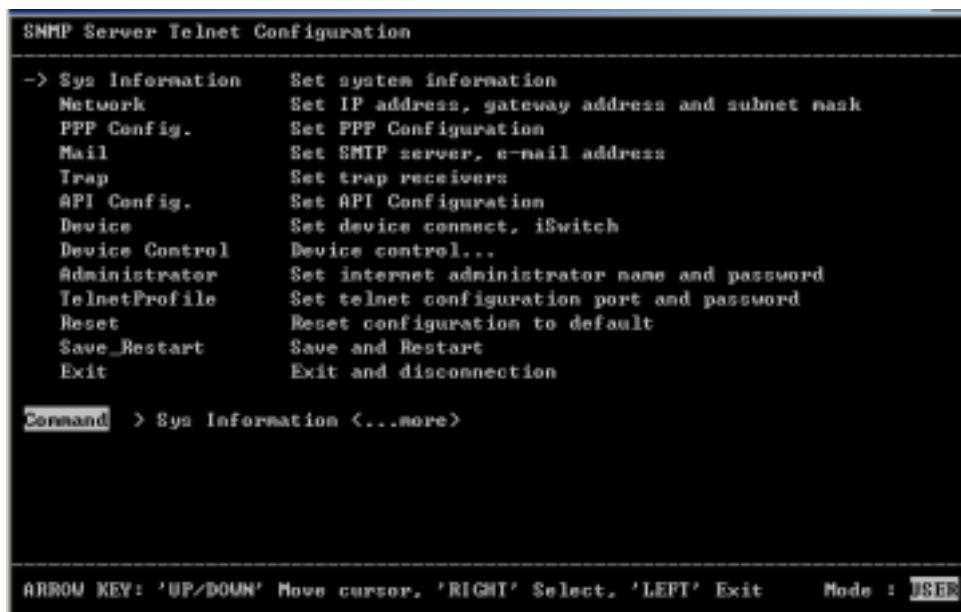 SNMP Server Telnet Configuration
-> Sys Information Set system information
Network Set IP address, gateway address and subnet mask
PPP Config. Set PPP Configuration
Mail Set SMTP server, e-mail address
Trap Set trap receivers
API Config. Set API Configuration
Device Set device connect, iSwitch
Device Control Device control...
Administrator Set internet administrator name and password
TelnetProfile Set telnet configuration port and password
Reset Reset configuration to default
Save_Restart Save and Restart
Exit Exit and disconnection
Command > Sys Information <...more>
ARROW KEY: 'UP/DOWN' Move cursor, 'RIGHT' Select, 'LEFT' Exit Mode : USER